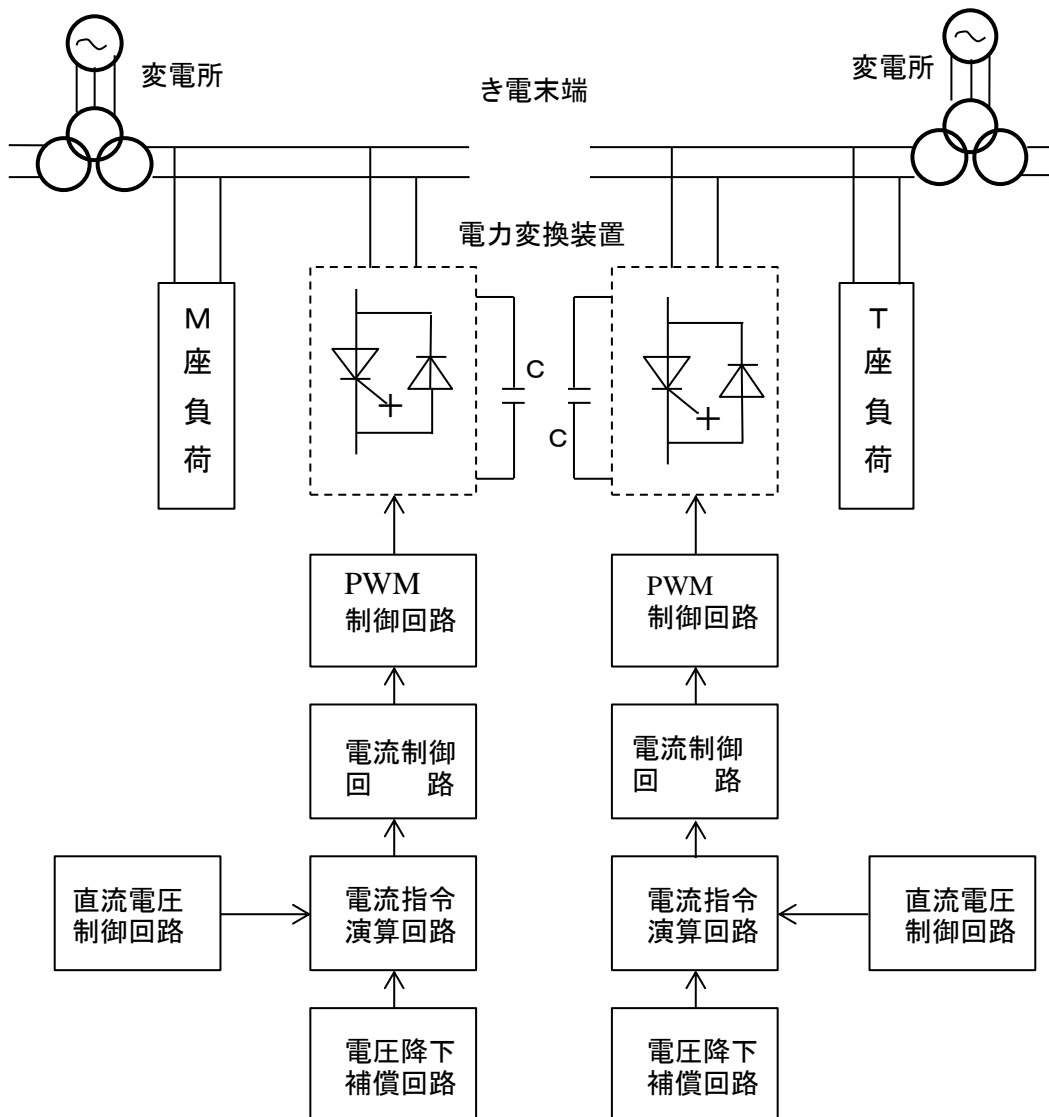 変電所
き電末端
変電所
電力変換装置
M
座
負
荷
C
C
T
座
負
荷
PWM
制御回路
PWM
制御回路
電流制御
回 路
電流制御
回 路
直流電圧
制御回路
電流指令
演算回路
電流指令
演算回路
直流電圧
制御回路
電圧降下
補償回路
電圧降下
補償回路